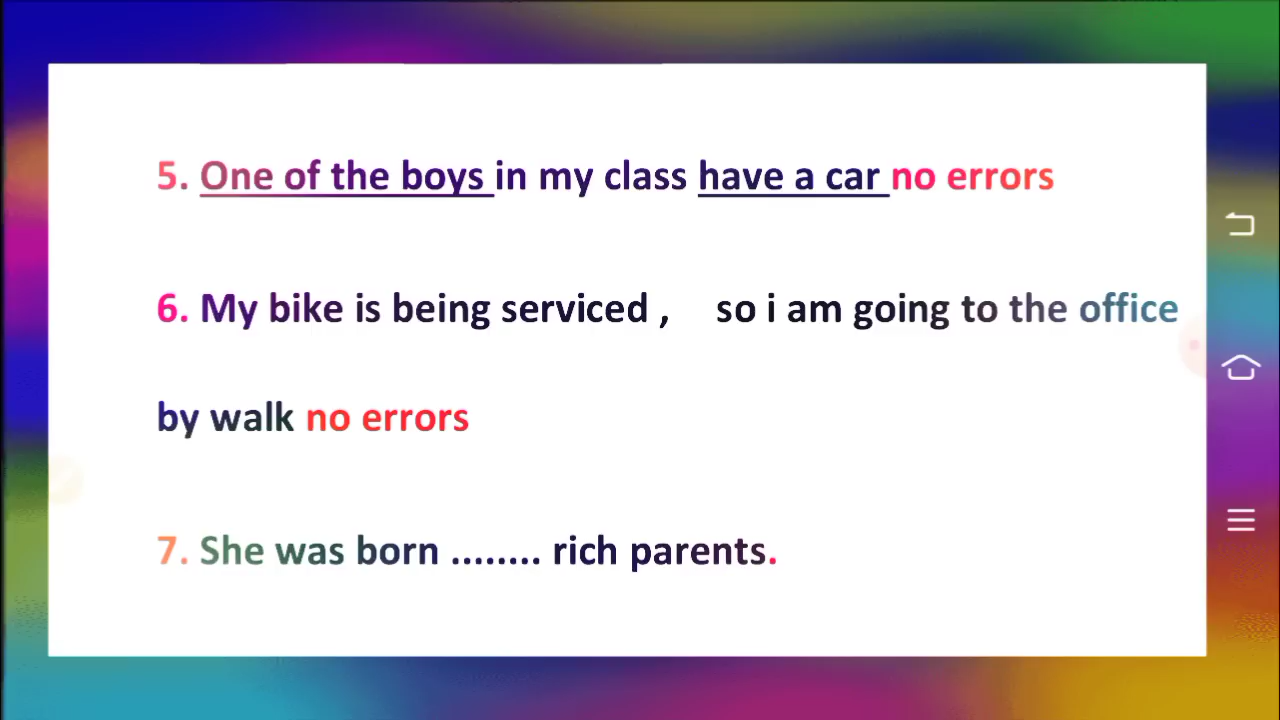 5. One of the boys in my class have a car no errors
6. My bike is being serviced , so i am going to the office
by walk no errors
7. She was born ........ rich parents.